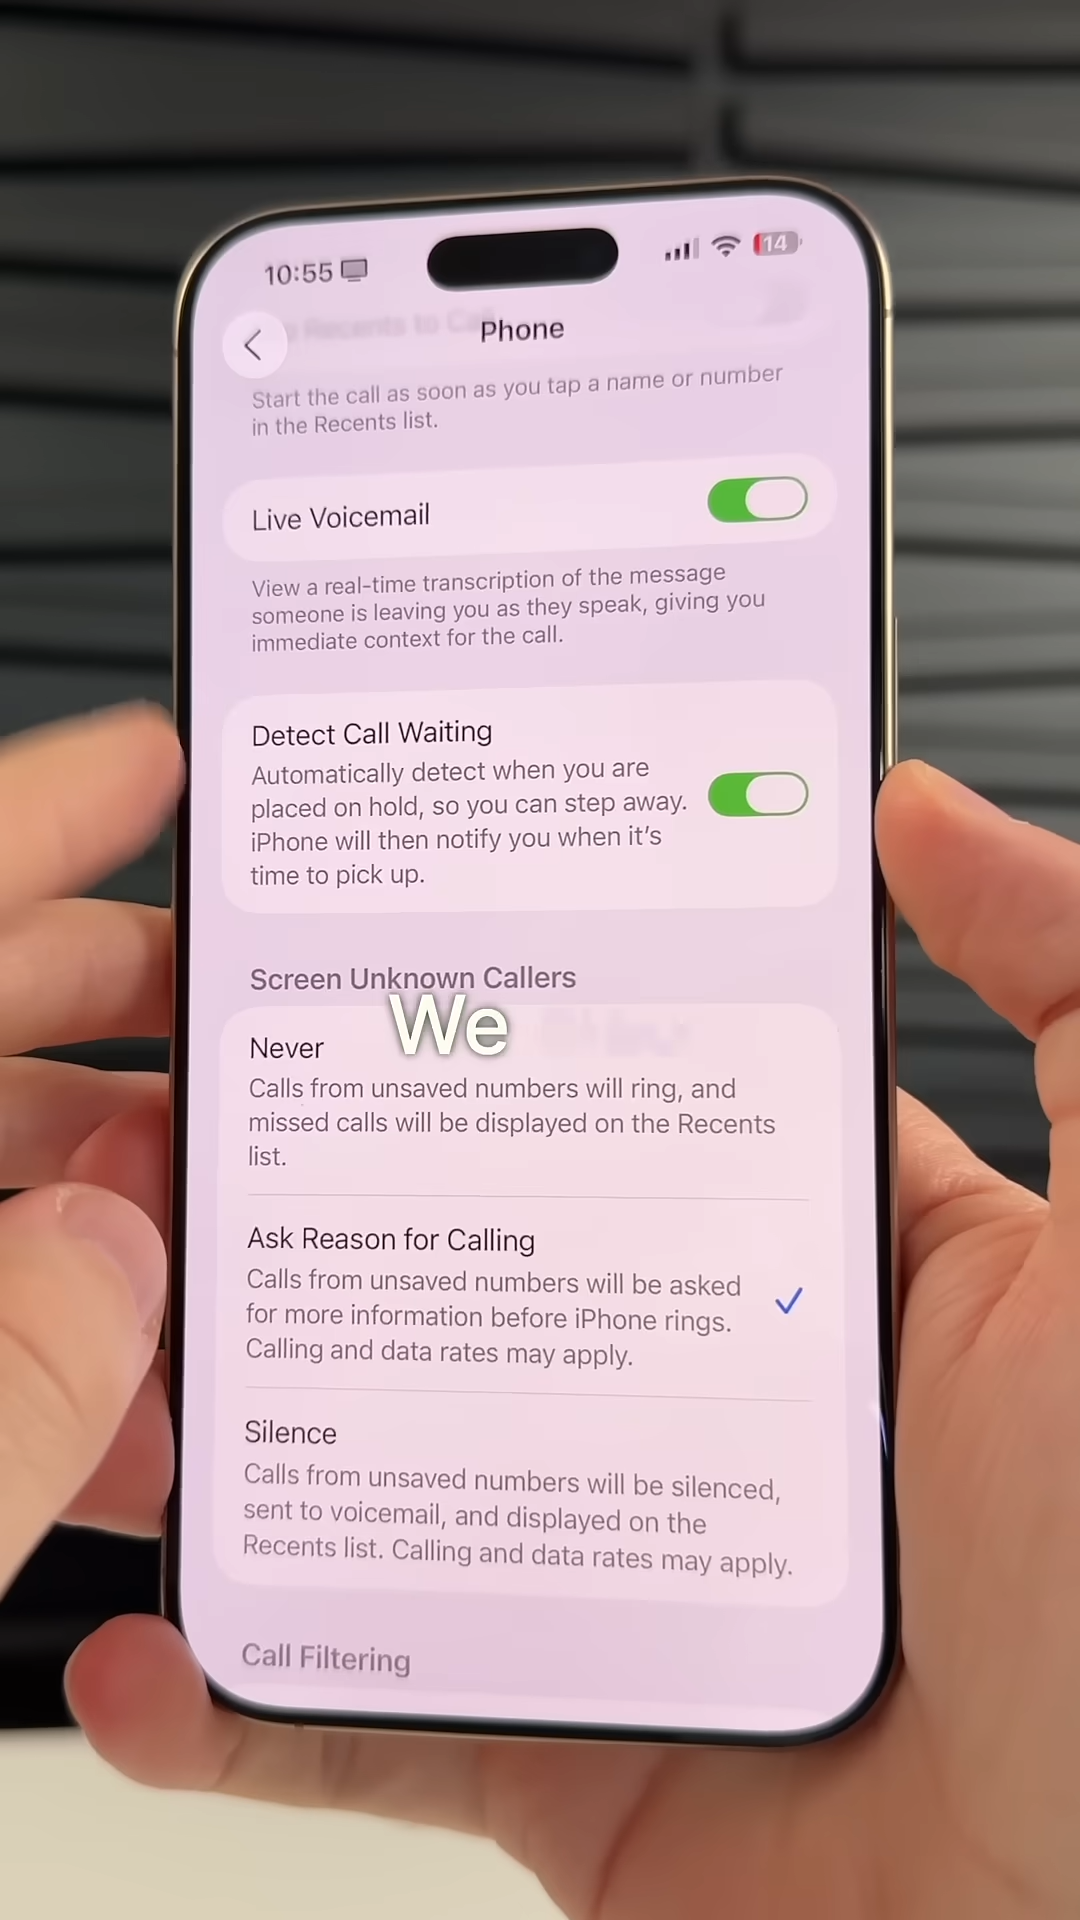 10:55
14
Recents to Call
Phone
Start the call as soon as you tap a name or number
in the Recents list.
Live Voicemail
View a real-time transcription of the message
someone is leaving you as they speak, giving you
immediate context for the call.
Detect Call Waiting
Automatically detect when you are
placed on hold, so you can step away.
iPhone will then notify you when it's
time to pick up.
Screen Unknown Callers
We
Never
Calls from unsaved numbers will ring, and
missed calls will be displayed on the Recents
list.
Ask Reason for Calling
Calls from unsaved numbers will be asked
for more information before iPhone rings.
Calling and data rates may apply.
Silence
Calls from unsaved numbers will be silenced,
sent to voicemail, and displayed on the
Recents list. Calling and data rates may apply.
Call Filtering